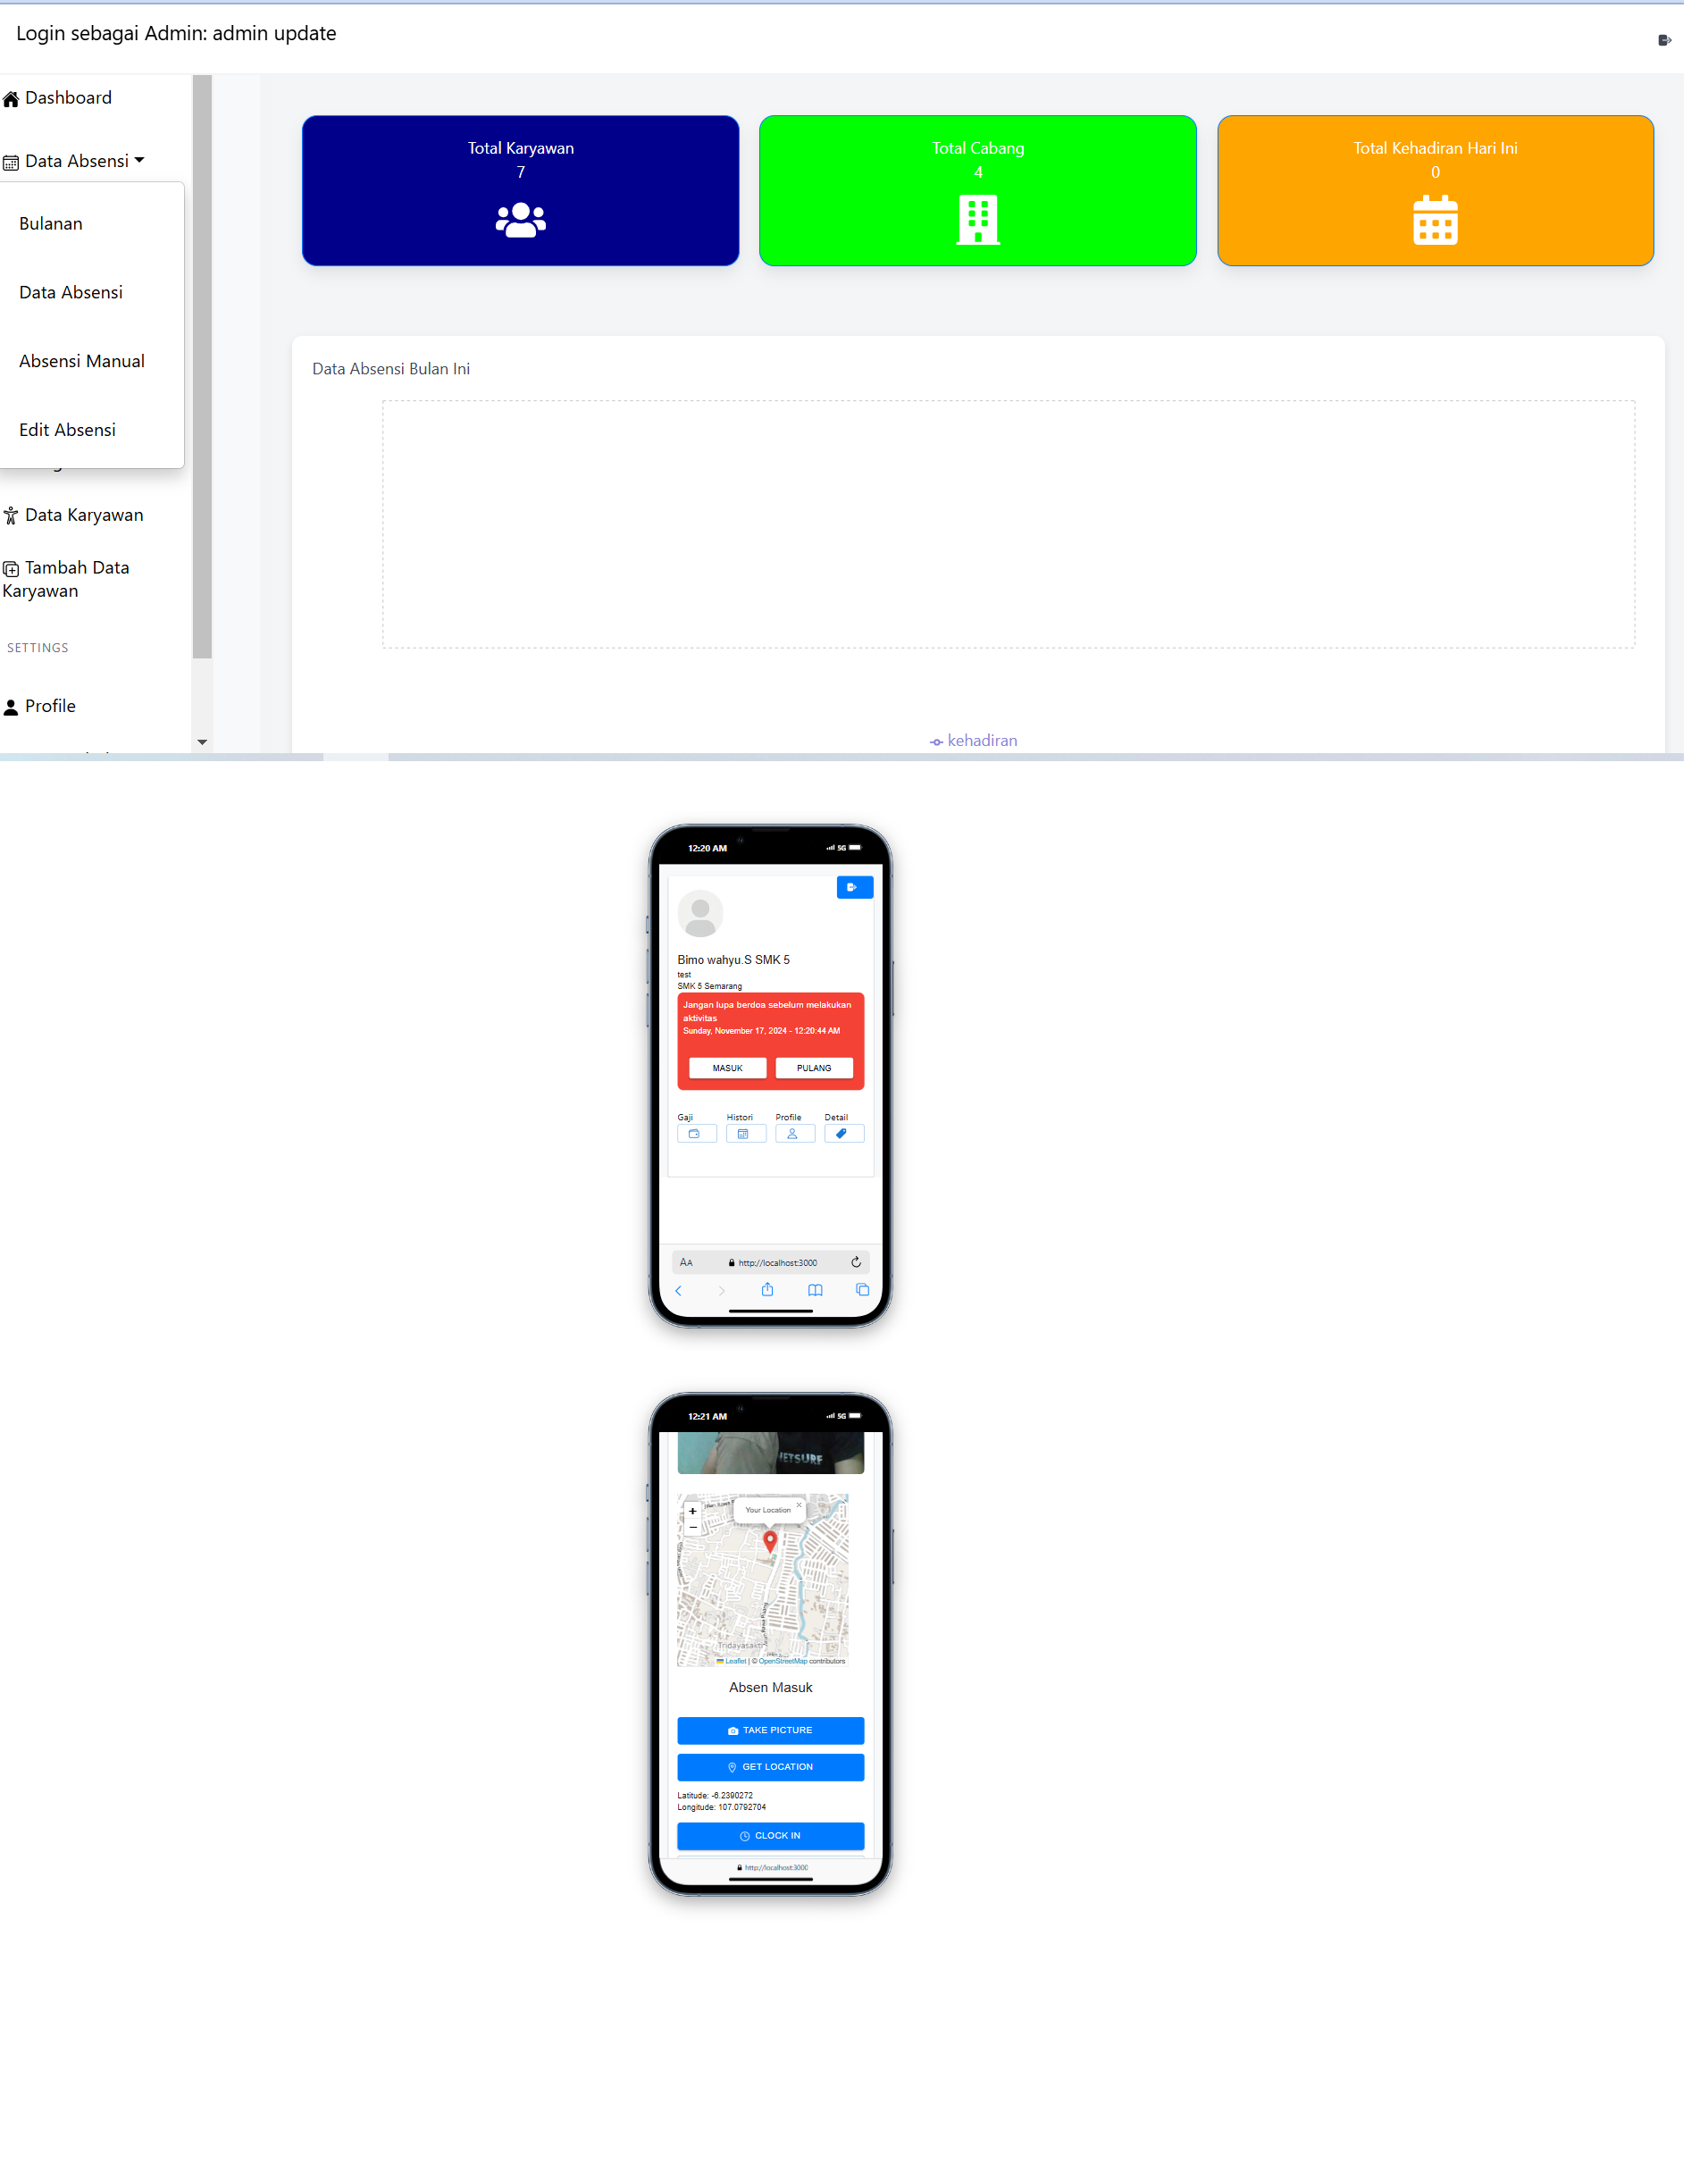 Login sebagai Admin: admin update
Dashboard
Data Absensi
Bulanan
Data Absensi
Absensi Manual
Edit Absensi
Data Karyawan
Tambah Data
Karyawan
SETTINGS
Profile
Total Karyawan
7
Total Cabang
4
Total Kehadiran Hari Ini
0
Data Absensi Bulan Ini
kehadiran
12:20 AM
5G
Bimo wahyu.S SMK 5
test
SMK 5 Semarang
Jangan lupa berdoa sebelum melakukan
aktivitas
Sunday, November 17, 2024 - 12:20:44 AM
MASUK PULANG
Gaji Histori Profile Detail
AA http://localhost:3000
12:21 AM
5G
JETSURF
+
Your Location ×
−
Tridayasakti
Leaflet | © OpenStreetMap contributors
Absen Masuk
TAKE PICTURE
GET LOCATION
Latitude: -6.2390272
Longitude: 107.0792704
CLOCK IN
http://localhost:3000